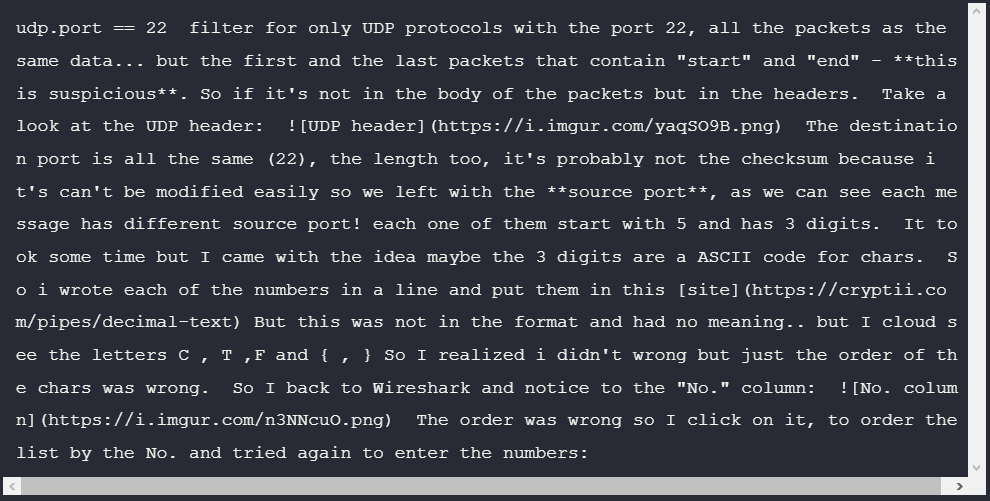 udp.port == 22  filter for only UDP protocols with the port 22, all the packets as the
same data... but the first and the last packets that contain "start" and "end" - **this
is suspicious**. So if it's not in the body of the packets but in the headers.  Take a
look at the UDP header:  ![UDP header](https://i.imgur.com/yaqSO9B.png)  The destinatio
n port is all the same (22), the length too, it's probably not the checksum because i
t's can't be modified easily so we left with the **source port**, as we can see each me
ssage has different source port! each one of them start with 5 and has 3 digits.  It to
ok some time but I came with the idea maybe the 3 digits are a ASCII code for chars.  S
o i wrote each of the numbers in a line and put them in this [site](https://cryptii.co
m/pipes/decimal-text) But this was not in the format and had no meaning.. but I cloud s
ee the letters C , T ,F and { , } So I realized i didn't wrong but just the order of th
e chars was wrong.  So I back to Wireshark and notice to the "No." column:  ![No. colum
n](https://i.imgur.com/n3NNcuO.png)  The order was wrong so I click on it, to order the
list by the No. and tried again to enter the numbers: